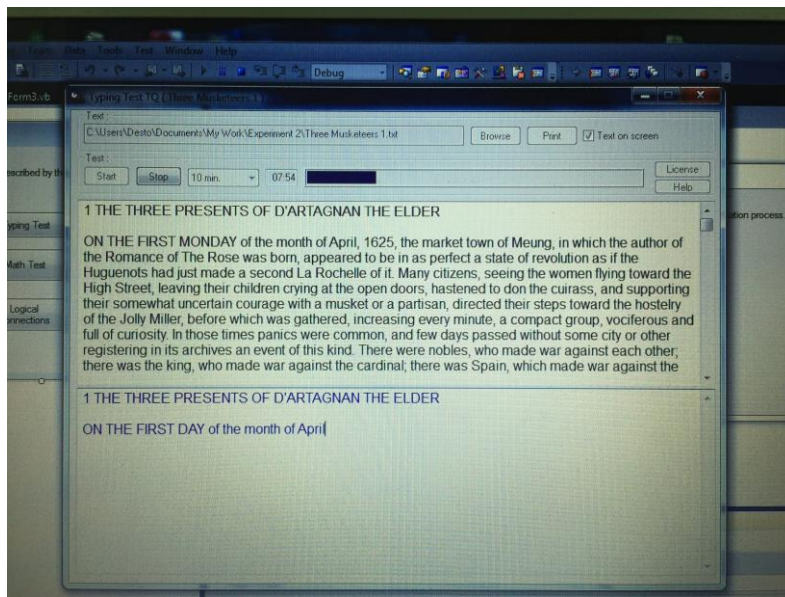 Data Tools Test Window Help
Debug
Form3.vb
Typing Test TQ ( Three Musketeers 1 )
Text :
C:\Users\Desto\Documents\My Work\Experiment 2\Three Musketeers 1.txt
Browse
Print
Text on screen
Test :
Start
Stop
10 min.
07:54
License
Help
escribed by th
ation process.
yping Test
Math Test
Logical
onnections
1 THE THREE PRESENTS OF D'ARTAGNAN THE ELDER
ON THE FIRST MONDAY of the month of April, 1625, the market town of Meung, in which the author of
the Romance of The Rose was born, appeared to be in as perfect a state of revolution as if the
Huguenots had just made a second La Rochelle of it. Many citizens, seeing the women flying toward the
High Street, leaving their children crying at the open doors, hastened to don the cuirass, and supporting
their somewhat uncertain courage with a musket or a partisan, directed their steps toward the hostelry
of the Jolly Miller, before which was gathered, increasing every minute, a compact group, vociferous and
full of curiosity. In those times panics were common, and few days passed without some city or other
registering in its archives an event of this kind. There were nobles, who made war against each other;
there was the king, who made war against the cardinal; there was Spain, which made war against the
1 THE THREE PRESENTS OF D'ARTAGNAN THE ELDER
ON THE FIRST DAY of the month of April